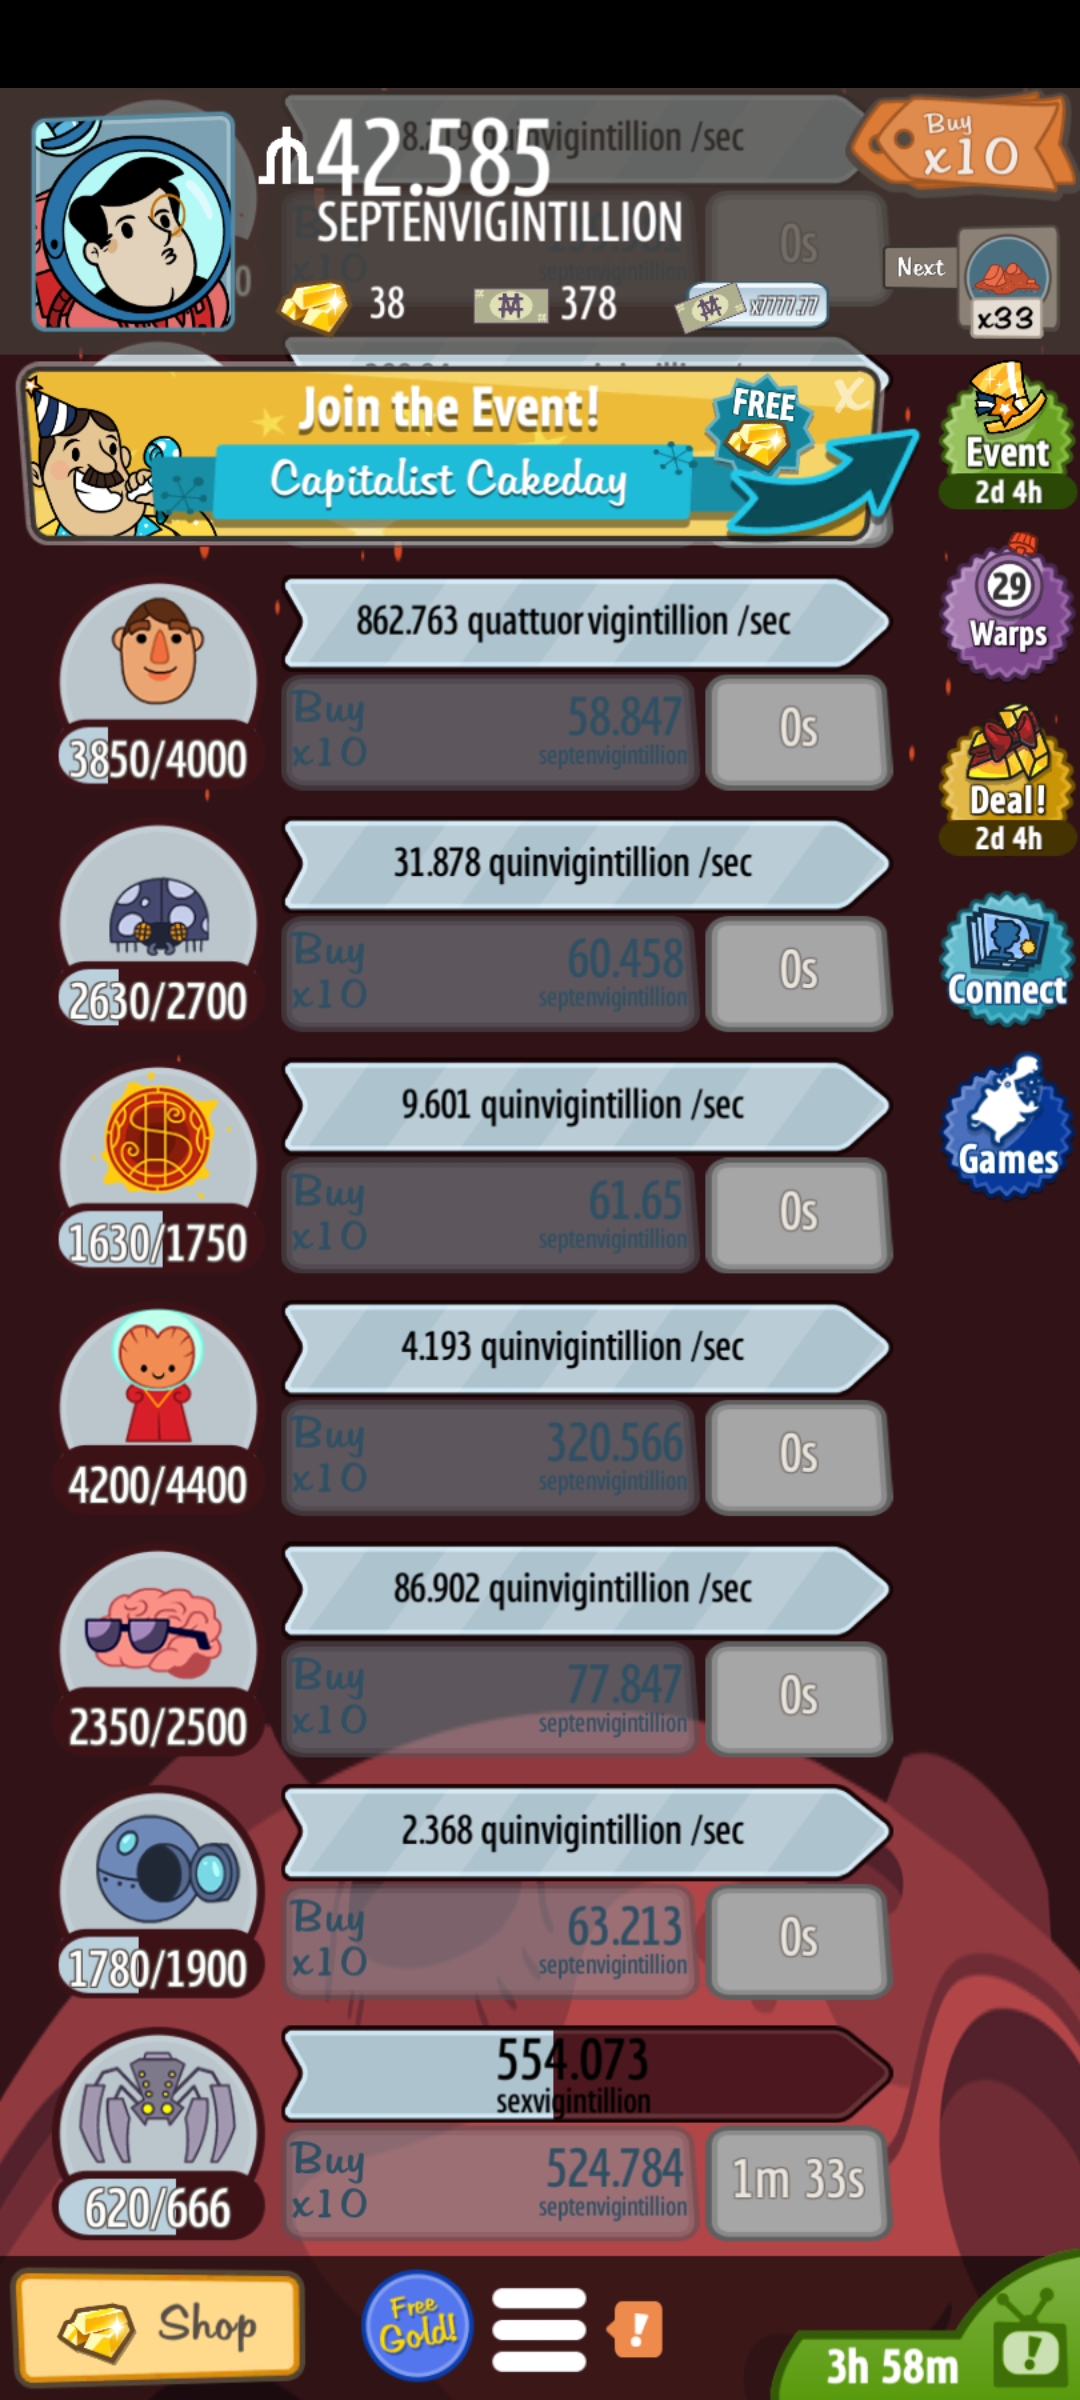 quinvigintillion /sec
42.585
SEPTENVIGINTILLION
Buy
x10
0s
38
378
x7777.77
Next
x33
Join the Event!
FREE
x
Capitalist Cakeday
Event
2d 4h
862.763 quattuorvigintillion /sec
29
Warps
Buy
x10
58.847
septenvigintillion
0s
3850/4000
Deal!
2d 4h
31.878 quinvigintillion /sec
Buy
x10
60.458
septenvigintillion
0s
2630/2700
Connect
9.601 quinvigintillion /sec
Games
Buy
x10
61.65
septenvigintillion
0s
1630/1750
4.193 quinvigintillion /sec
Buy
x10
320.566
septenvigintillion
0s
4200/4400
86.902 quinvigintillion /sec
Buy
x10
77.847
septenvigintillion
0s
2350/2500
2.368 quinvigintillion /sec
Buy
x10
63.213
septenvigintillion
0s
1780/1900
554.073
sexvigintillion
Buy
x10
524.784
septenvigintillion
1m 33s
620/666
Shop
Free
Gold!
!
3h 58m
!